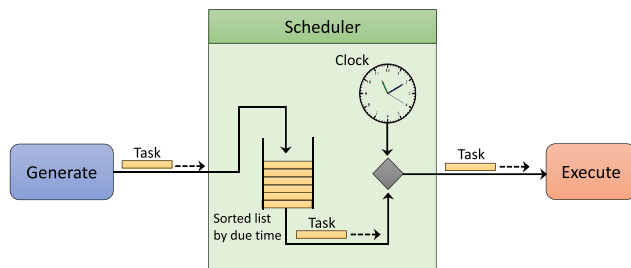 Scheduler
Clock
Task
Generate
Task
Execute
Sorted list
by due time
Task